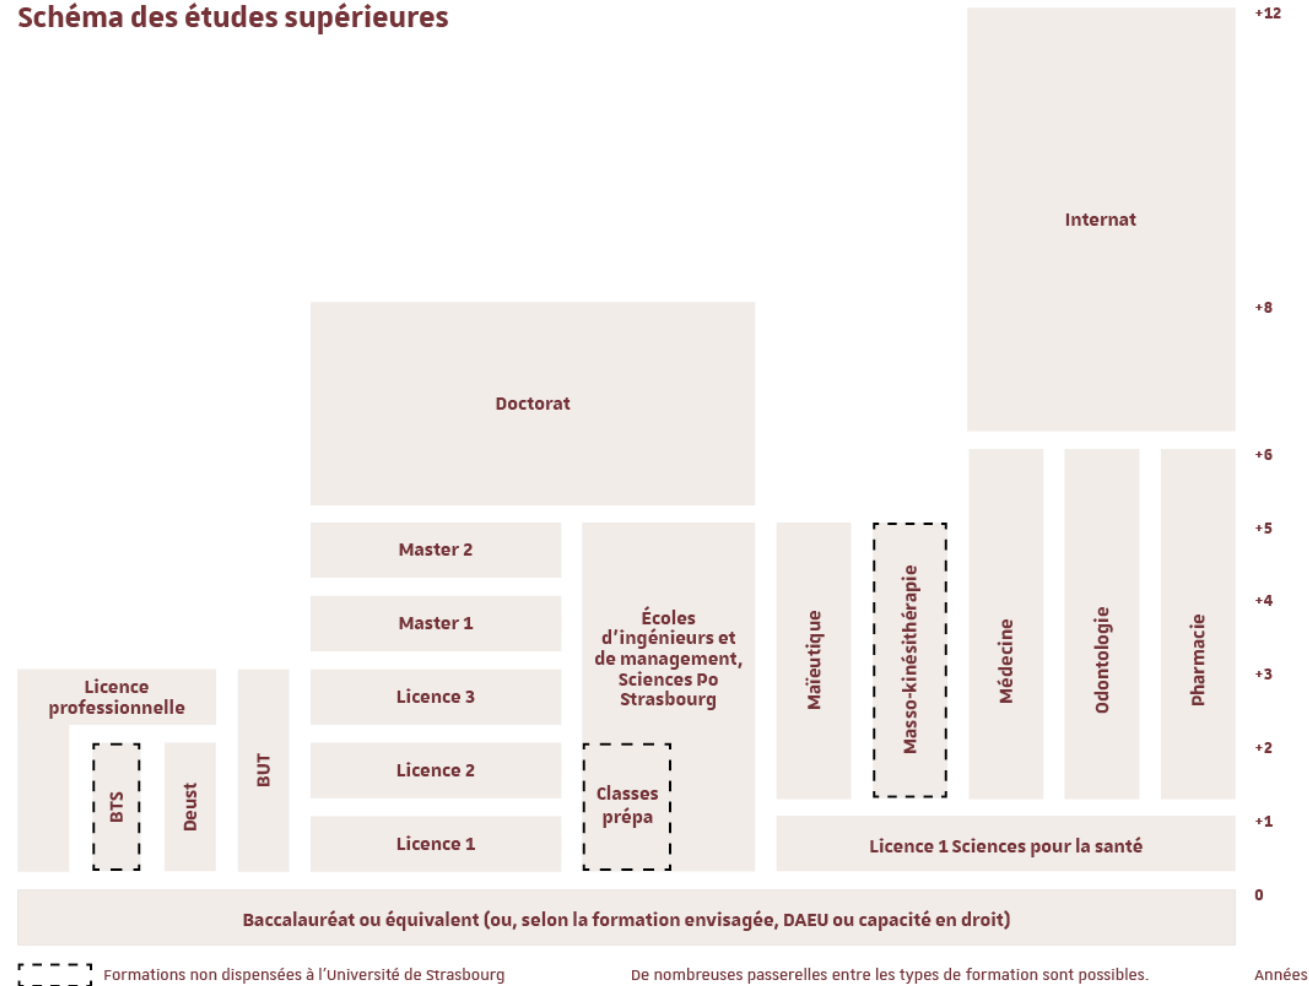 Schéma des études supérieures
+12
Internat
+8
Doctorat
+6
+5
Master 2
+4
Master 1
Écoles
d'ingénieurs et
de management,
Sciences Po
Strasbourg
Maïeutique
Masso-kinésithérapie
Médecine
Odontologie
Pharmacie
+3
Licence
professionnelle
Licence 3
+2
BTS
Deust
BUT
Licence 2
Classes
prépa
+1
Licence 1
Licence 1 Sciences pour la santé
0
Baccalauréat ou équivalent (ou, selon la formation envisagée, DAEU ou capacité en droit)
Formations non dispensées à l'Université de Strasbourg
De nombreuses passerelles entre les types de formation sont possibles.
Années